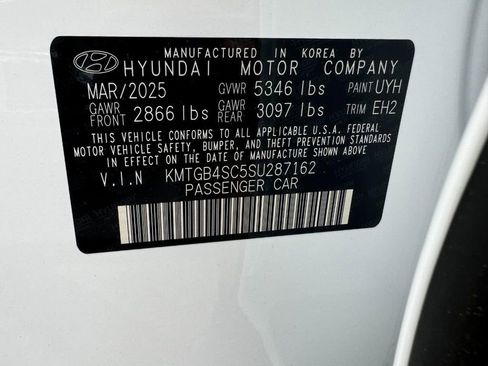 MANUFACTURED IN KOREA BY
HYUNDAI MOTOR COMPANY
MAR/2025 GVWR 5346 lbs PAINT UYH
GAWR FRONT 2866 lbs GAWR REAR 3097 lbs TRIM EH2
THIS VEHICLE CONFORMS TO ALL APPLICABLE U.S.A. FEDERAL
MOTOR VEHICLE SAFETY, BUMPER, AND THEFT PREVENTION STANDARDS
IN EFFECT ON THE DATE OF MANUFACTURE SHOWN ABOVE.
V.I.N KMTGB4SC5SU287162
PASSENGER CAR